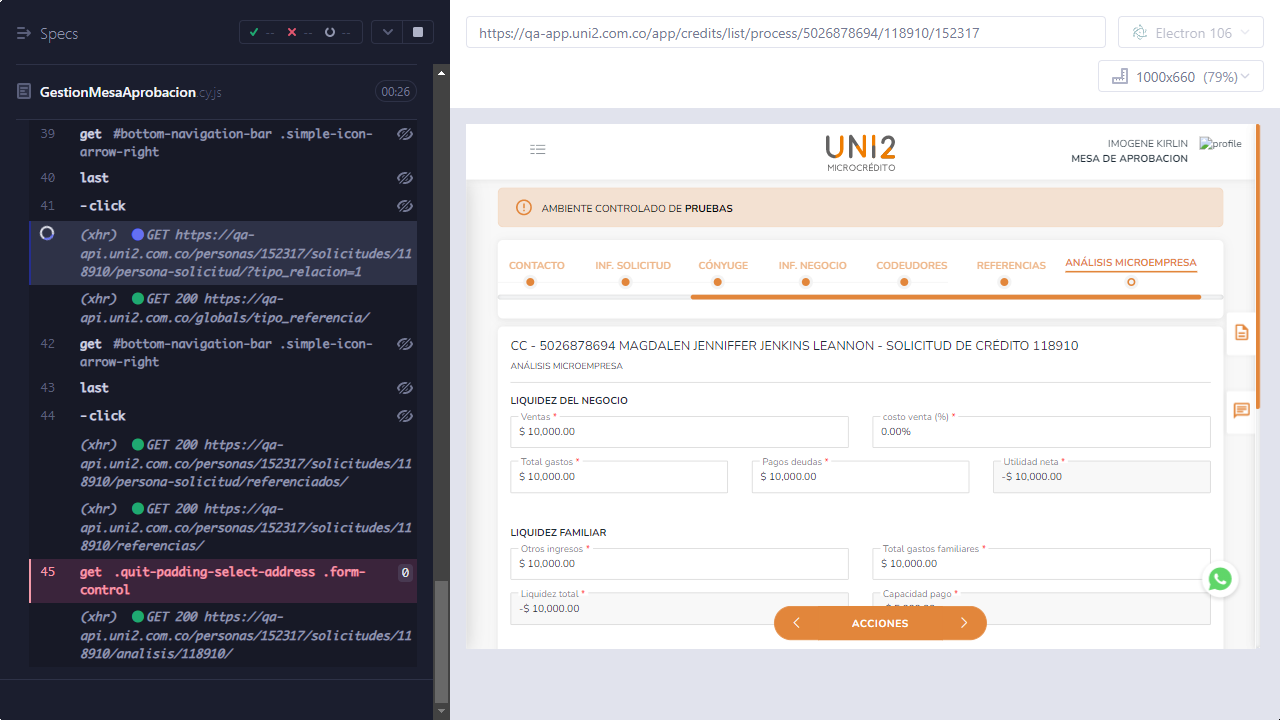 Specs
--
--
--
GestionMesaAprobacion.cy.js
00:26
39 get #bottom-navigation-bar .simple-icon-
arrow-right
40 last
41 -click
(xhr) GET https://qa-
api.uni2.com.co/personas/152317/solicitudes/11
8910/persona-solicitud/?tipo_relacion=1
(xhr) GET 200 https://qa-
api.uni2.com.co/globals/tipo_referencia/
42 get #bottom-navigation-bar .simple-icon-
arrow-right
43 last
44 -click
(xhr) GET 200 https://qa-
api.uni2.com.co/personas/152317/solicitudes/11
8910/persona-solicitud/referenciados/
(xhr) GET 200 https://qa-
api.uni2.com.co/personas/152317/solicitudes/11
8910/referencias/
45 get .quit-padding-select-address .form-
control
0
(xhr) GET 200 https://qa-
api.uni2.com.co/personas/152317/solicitudes/11
8910/analisis/118910/
https://qa-app.uni2.com.co/app/credits/list/process/5026878694/118910/152317
Electron 106
1000x660 (79%)
UNI2
MICROCRÉDITO
IMOGENE KIRLIN
MESA DE APROBACION
profile
AMBIENTE CONTROLADO DE PRUEBAS
CONTACTO
INF. SOLICITUD
CÓNYUGE
INF. NEGOCIO
CODEUDORES
REFERENCIAS
ANÁLISIS MICROEMPRESA
CC - 5026878694 MAGDALEN JENNIFFER JENKINS LEANNON - SOLICITUD DE CRÉDITO 118910
ANÁLISIS MICROEMPRESA
LIQUIDEZ DEL NEGOCIO
Ventas *
$ 10,000.00
costo venta (%) *
0.00%
Total gastos *
$ 10,000.00
Pagos deudas *
$ 10,000.00
Utilidad neta *
-$ 10,000.00
LIQUIDEZ FAMILIAR
Otros ingresos *
$ 10,000.00
Total gastos familiares *
$ 10,000.00
Liquidez total *
-$ 10,000.00
Capacidad pago *
ACCIONES